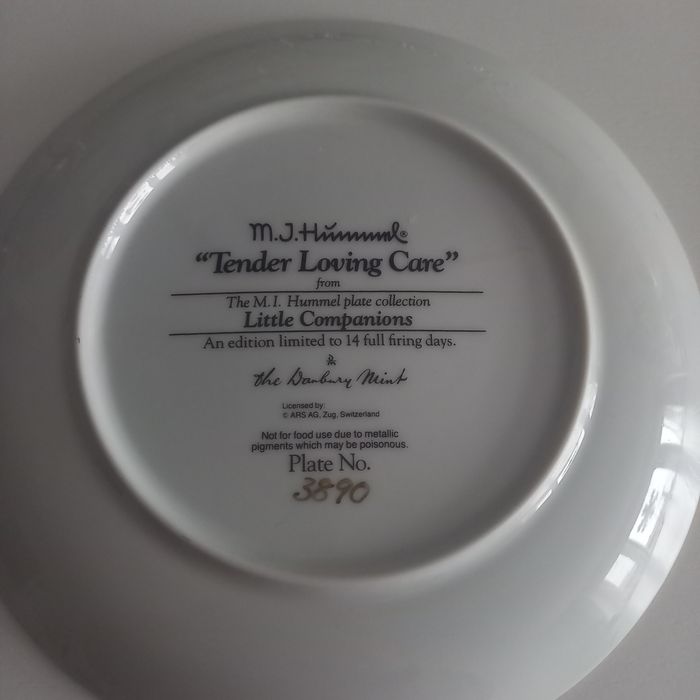 M.J.Hummel®
“Tender Loving Care”
from
The M.I. Hummel plate collection
Little Companions
An edition limited to 14 full firing days.
the Danbury Mint
Licensed by:
© ARS AG, Zug, Switzerland
Not for food use due to metallic
pigments which may be poisonous.
Plate No.
3890